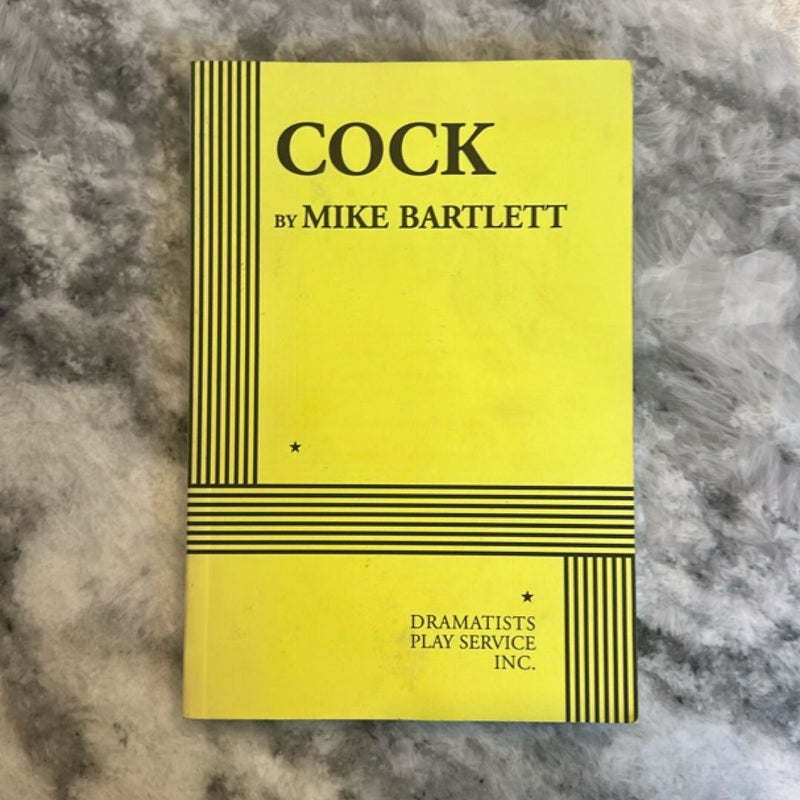 COCK
BY MIKE BARTLETT
DRAMATISTS
PLAY SERVICE
INC.